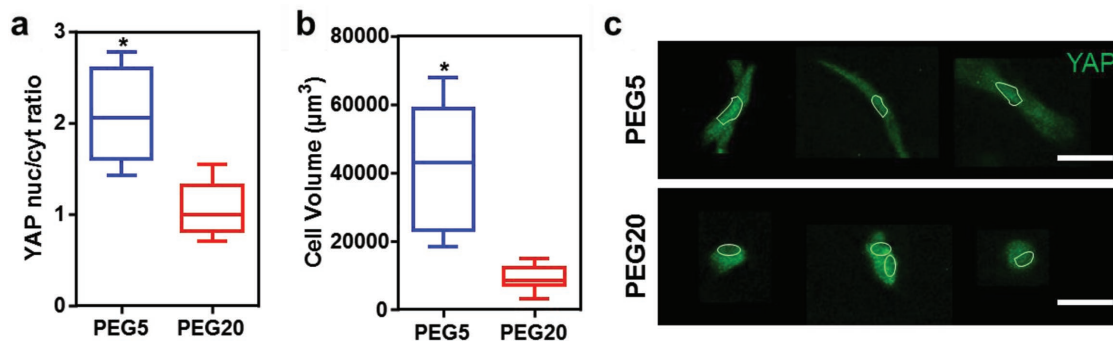 a
*
YAP nuc/cyt ratio
3
2
1
0
PEG5 PEG20
b
*
Cell Volume (µm³)
80000
60000
40000
20000
0
PEG5 PEG20
c
YAP
PEG5
PEG20